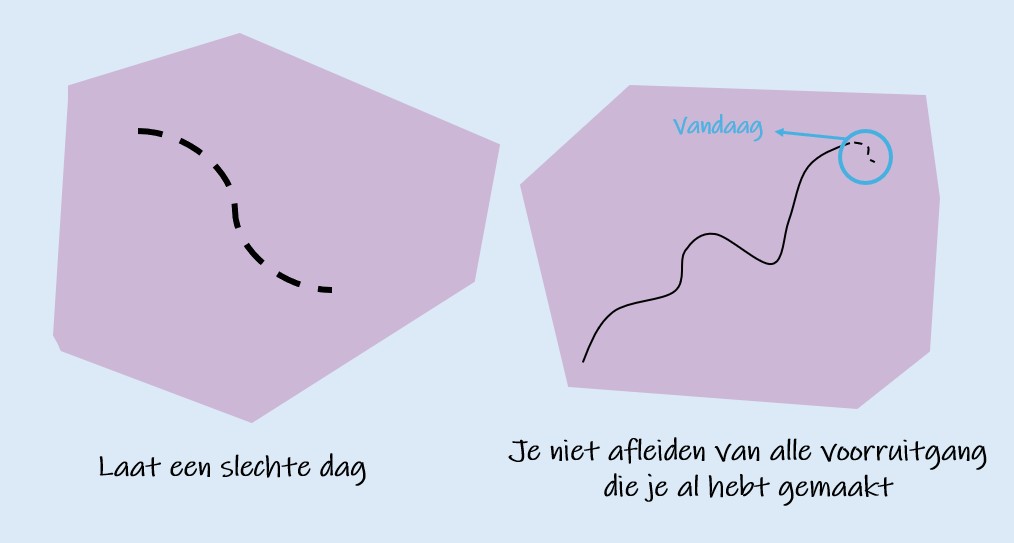 Vandaag
Laat een slechte dag
Je niet afleiden van alle voorruitgang
die je al hebt gemaakt